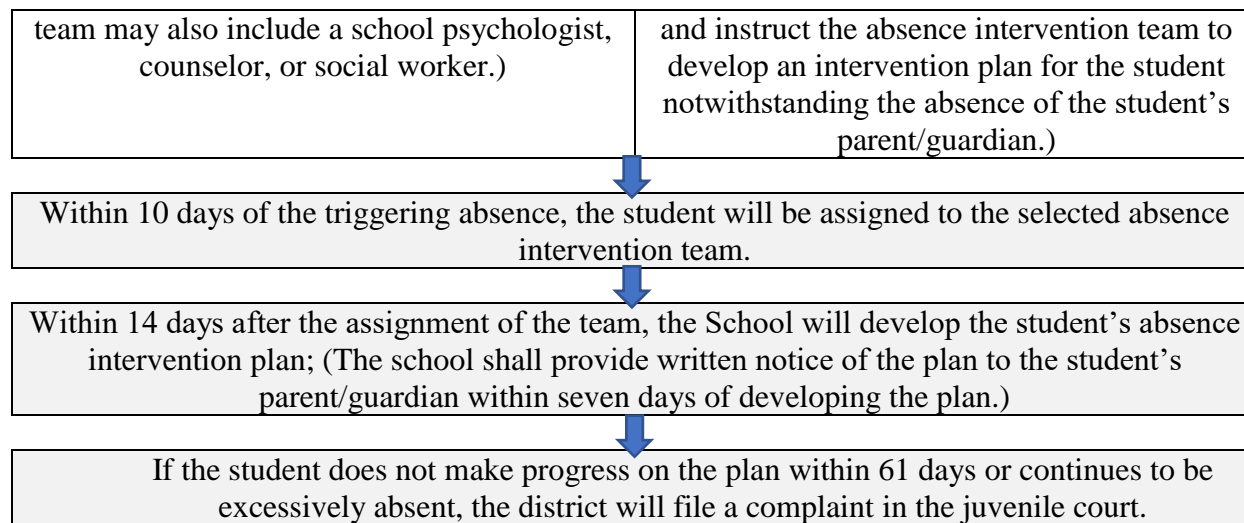 team may also include a school psychologist,
counselor, or social worker.)
and instruct the absence intervention team to
develop an intervention plan for the student
notwithstanding the absence of the student’s
parent/guardian.)
Within 10 days of the triggering absence, the student will be assigned to the selected absence
intervention team.
Within 14 days after the assignment of the team, the School will develop the student’s absence
intervention plan; (The school shall provide written notice of the plan to the student’s
parent/guardian within seven days of developing the plan.)
If the student does not make progress on the plan within 61 days or continues to be
excessively absent, the district will file a complaint in the juvenile court.